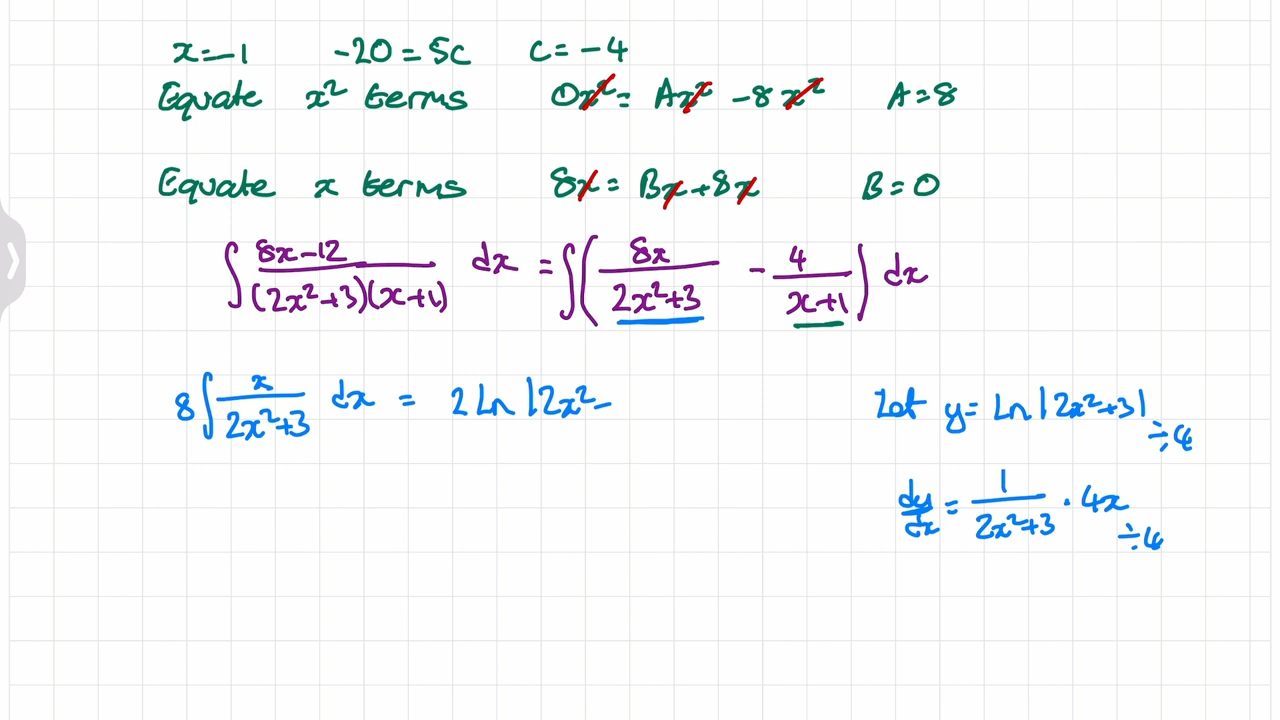 x=-1 -20=5c c=-4
Equate x² terms 0x²= Ax² -8x² A=8
Equate x terms 8x= Bx+8x B=0
∫ 8x-12/(2x²+3)(x+1) dx =∫( 8x/2x²+3 - 4/x+1 ) dx
8∫ x/2x²+3 dx = 2Ln|2x²-
Let y= Ln|2x²+3| ÷4
dy/dx = 1/2x²+3 · 4x ÷4